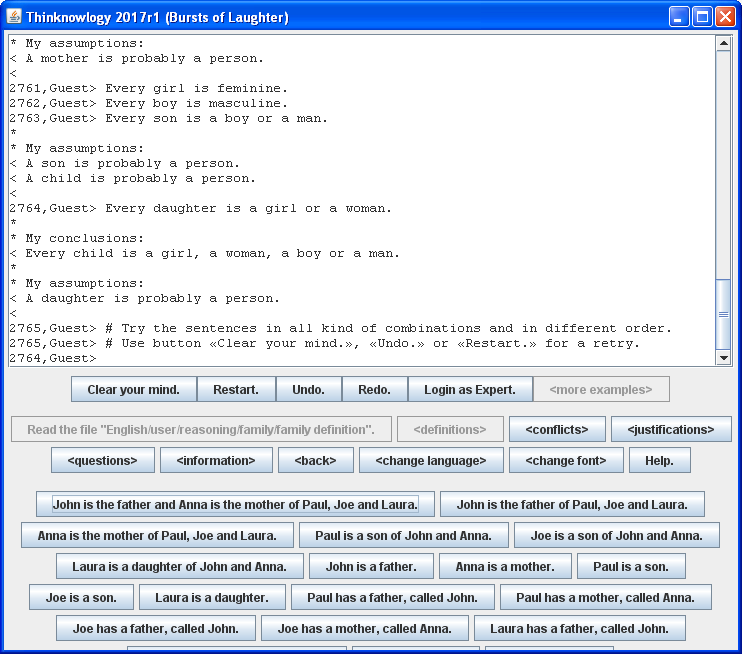 Thinknowlogy 2017r1 (Bursts of Laughter)
* My assumptions:
< A mother is probably a person.
<
2761,Guest> Every girl is feminine.
2762,Guest> Every boy is masculine.
2763,Guest> Every son is a boy or a man.
*
* My assumptions:
< A son is probably a person.
< A child is probably a person.
<
2764,Guest> Every daughter is a girl or a woman.
*
* My conclusions:
< Every child is a girl, a woman, a boy or a man.
*
* My assumptions:
< A daughter is probably a person.
<
2765,Guest> # Try the sentences in all kind of combinations and in different order.
2765,Guest> # Use button «Clear your mind.», «Undo.» or «Restart.» for a retry.
2764,Guest>
Clear your mind. Restart. Undo. Redo. Login as Expert. <more examples>
Read the file "English/user/reasoning/family/family definition". <definitions> <conflicts> <justifications>
<questions> <information> <back> <change language> <change font> Help.
John is the father and Anna is the mother of Paul, Joe and Laura. John is the father of Paul, Joe and Laura.
Anna is the mother of Paul, Joe and Laura. Paul is a son of John and Anna. Joe is a son of John and Anna.
Laura is a daughter of John and Anna. John is a father. Anna is a mother. Paul is a son.
Joe is a son. Laura is a daughter. Paul has a father, called John. Paul has a mother, called Anna.
Joe has a father, called John. Joe has a mother, called Anna. Laura has a father, called John.